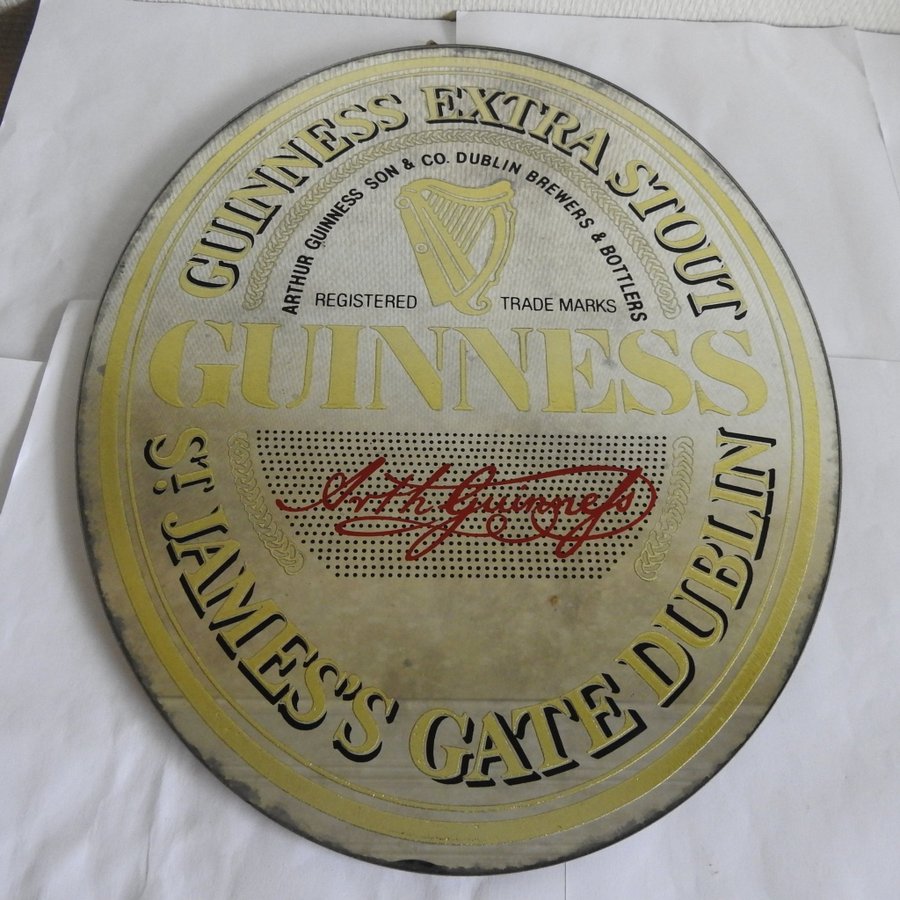 GUINNESS EXTRA STOUT
ARTHUR GUINNESS SON & CO. DUBLIN BREWERS & BOTTLERS
REGISTERED TRADE MARKS
GUINNESS
Arth Guinness
ST JAMES'S GATE DUBLIN